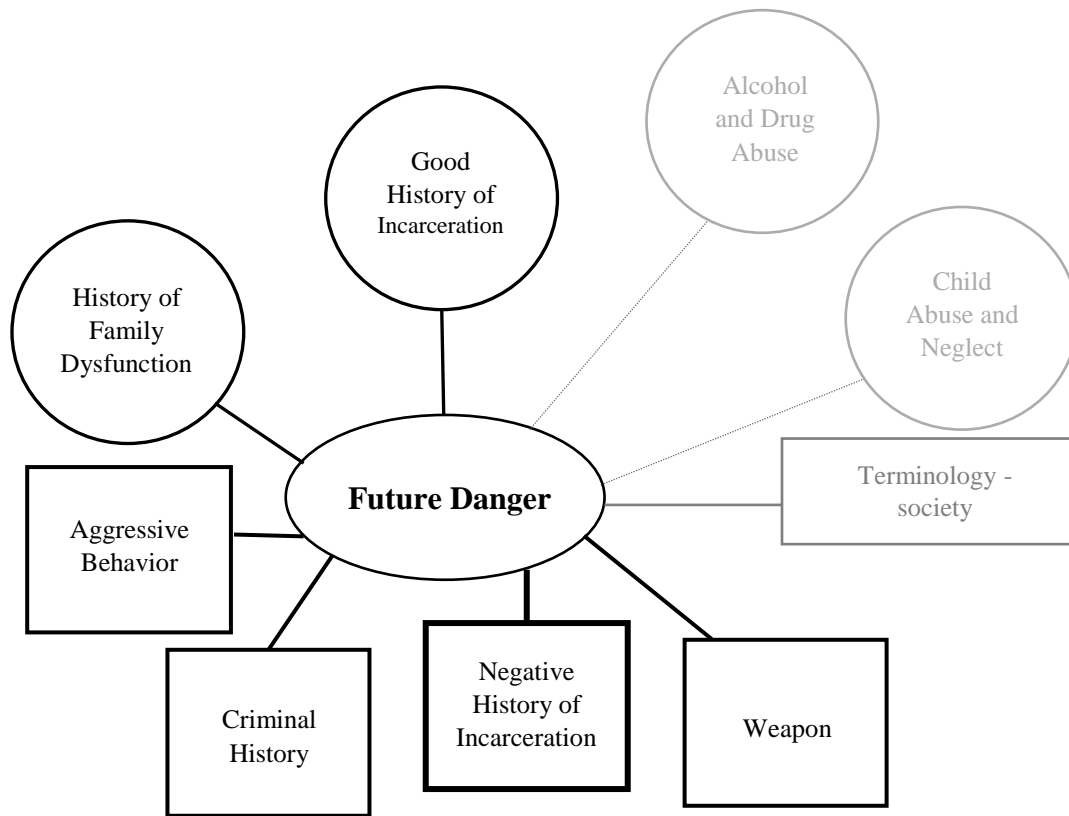 Alcohol
and Drug
Abuse
Good
History of
Incarceration
Child
Abuse and
Neglect
History of
Family
Dysfunction
Terminology -
society
Future Danger
Aggressive
Behavior
Negative
History of
Incarceration
Criminal
History
Weapon